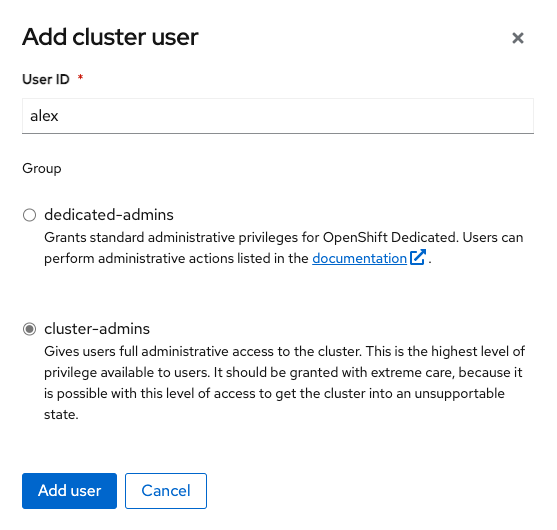 Add cluster user
User ID *
alex
Group
dedicated-admins
Grants standard administrative privileges for OpenShift Dedicated. Users can
perform administrative actions listed in the documentation .
cluster-admins
Gives users full administrative access to the cluster. This is the highest level of
privilege available to users. It should be granted with extreme care, because it
is possible with this level of access to get the cluster into an unsupportable
state.
Add user Cancel